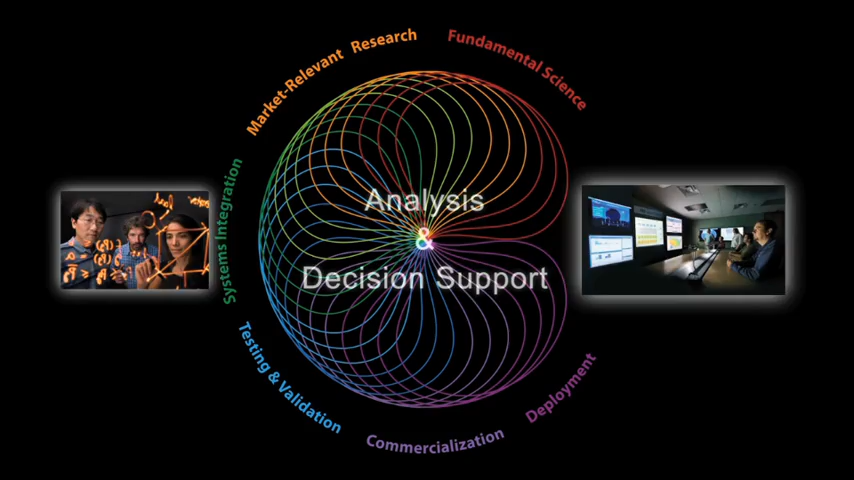 Market-Relevant Research
Fundamental Science
Systems Integration
Analysis
&
Decision Support
Testing & Validation
Commercialization
Deployment